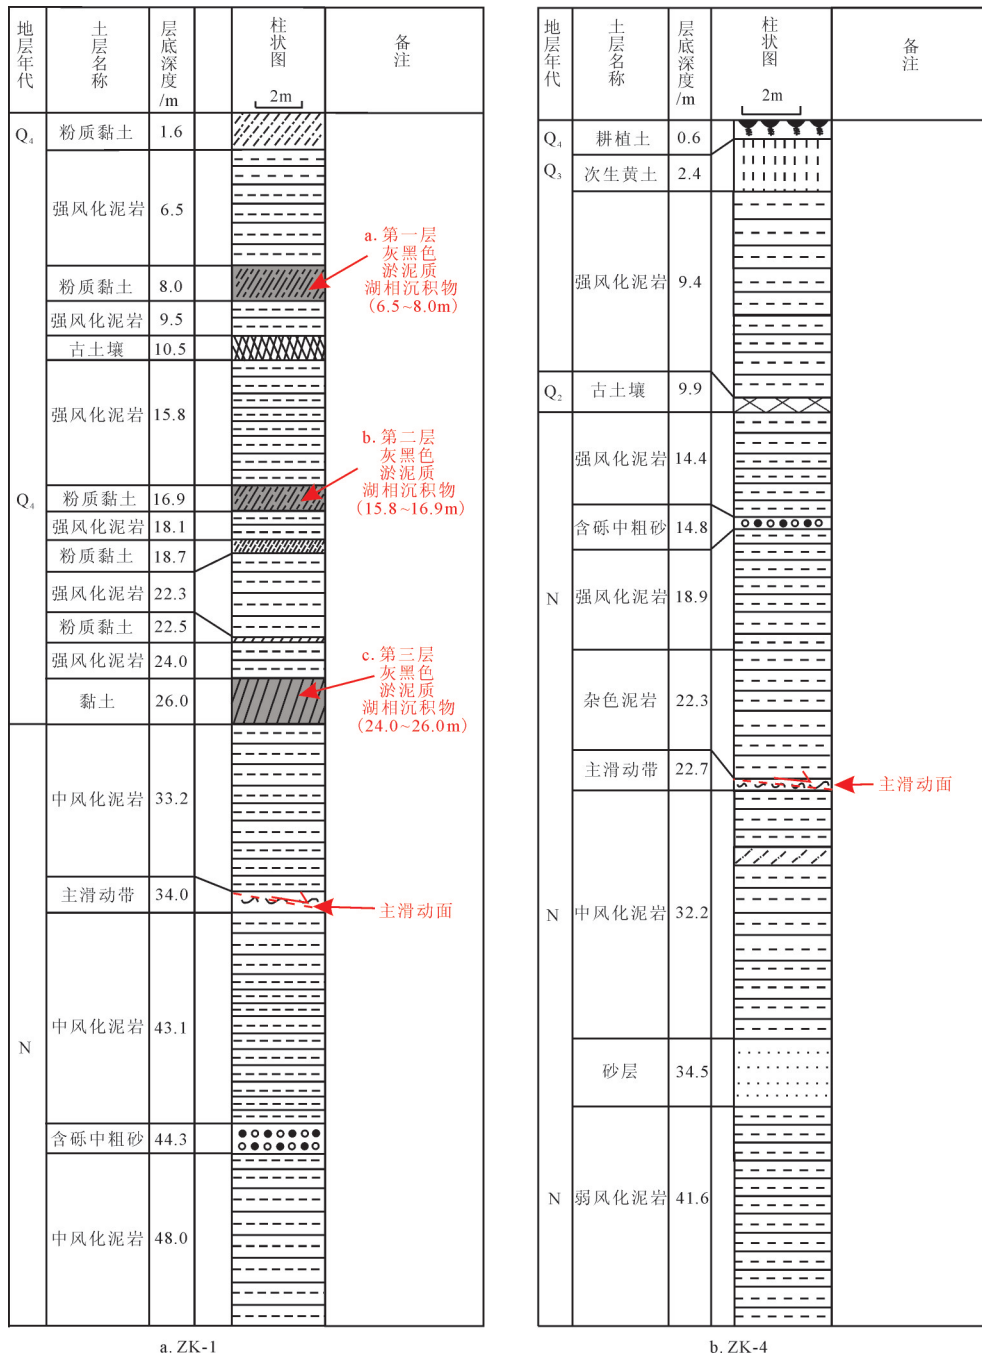 地层年代 土层名称 层底深度/m 柱状图 备注
2m
Q₄ 粉质黏土 1.6
强风化泥岩 6.5
a. 第一层
灰黑色
淤泥质
湖相沉积物
(6.5~8.0m)
粉质黏土 8.0
强风化泥岩 9.5
古土壤 10.5
强风化泥岩 15.8
b. 第二层
灰黑色
淤泥质
湖相沉积物
(15.8~16.9m)
Q₄ 粉质黏土 16.9
强风化泥岩 18.1
粉质黏土 18.7
强风化泥岩 22.3
粉质黏土 22.5
强风化泥岩 24.0
c. 第三层
灰黑色
淤泥质
湖相沉积物
(24.0~26.0m)
黏土 26.0
中风化泥岩 33.2
主滑动带 34.0
主滑动面
中风化泥岩 43.1
N
含砾中粗砂 44.3
中风化泥岩 48.0
a. ZK-1
地层年代 土层名称 层底深度/m 柱状图 备注
2m
Q₄ 耕植土 0.6
Q₃ 次生黄土 2.4
强风化泥岩 9.4
Q₂ 古土壤 9.9
强风化泥岩 14.4
含砾中粗砂 14.8
N 强风化泥岩 18.9
杂色泥岩 22.3
主滑动带 22.7
主滑动面
N 中风化泥岩 32.2
砂层 34.5
N 弱风化泥岩 41.6
b. ZK-4